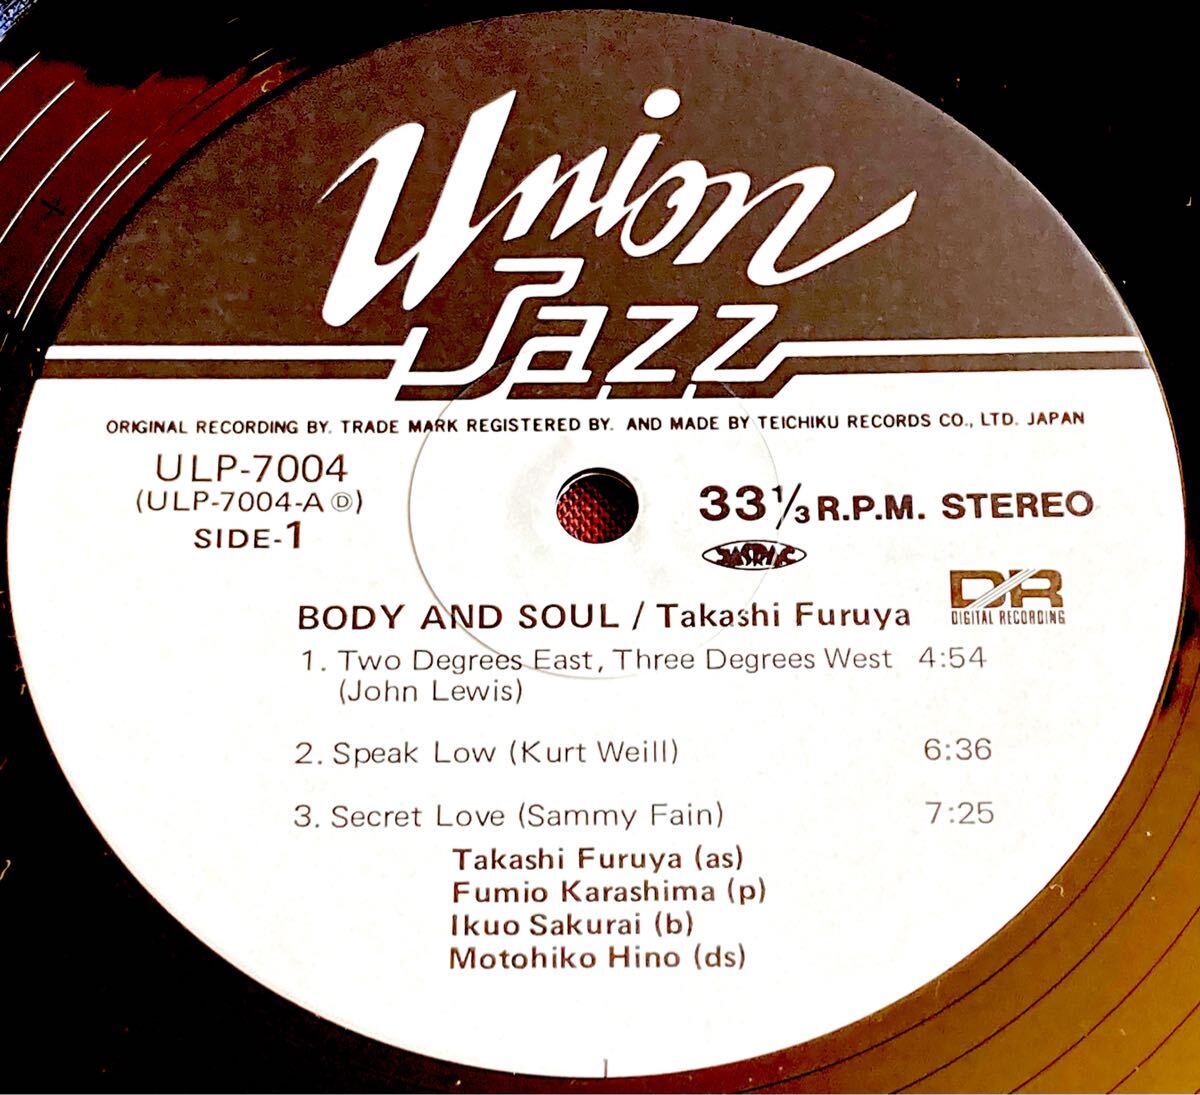 Union
Jazz
ORIGINAL RECORDING BY. TRADE MARK REGISTERED BY. AND MADE BY TEICHIKU RECORDS CO., LTD. JAPAN
ULP-7004
(ULP-7004-A Ⓓ)
SIDE-1
33 1/3 R.P.M. STEREO
JASRAC
DR
DIGITAL RECORDING
BODY AND SOUL / Takashi Furuya
1. Two Degrees East, Three Degrees West 4:54
(John Lewis)
2. Speak Low (Kurt Weill) 6:36
3. Secret Love (Sammy Fain) 7:25
Takashi Furuya (as)
Fumio Karashima (p)
Ikuo Sakurai (b)
Motohiko Hino (ds)